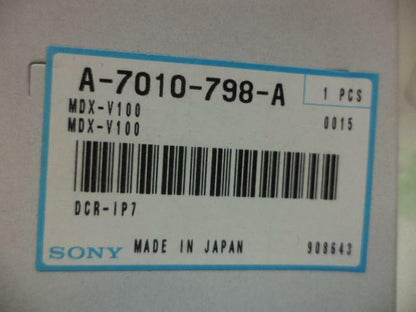 A-7010-798-A
1 PCS
MDX-V100
0015
MDX-V100
DCR-IP7
SONY MADE IN JAPAN 908643